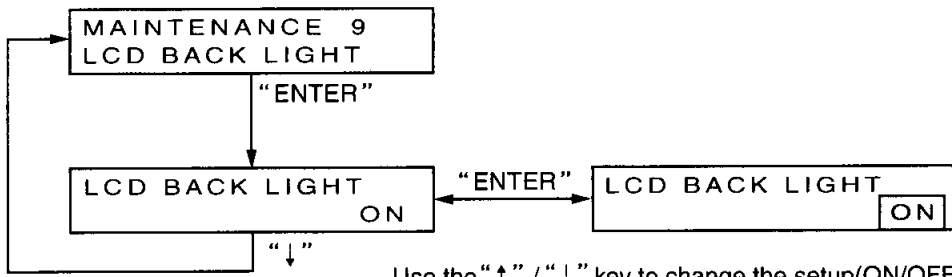 MAINTENANCE 9
LCD BACK LIGHT
“ENTER”
LCD BACK LIGHT
ON
“ENTER”
LCD BACK LIGHT
ON
“↓”
Use the “↑” / “↓” key to change the setup(ON/OFF